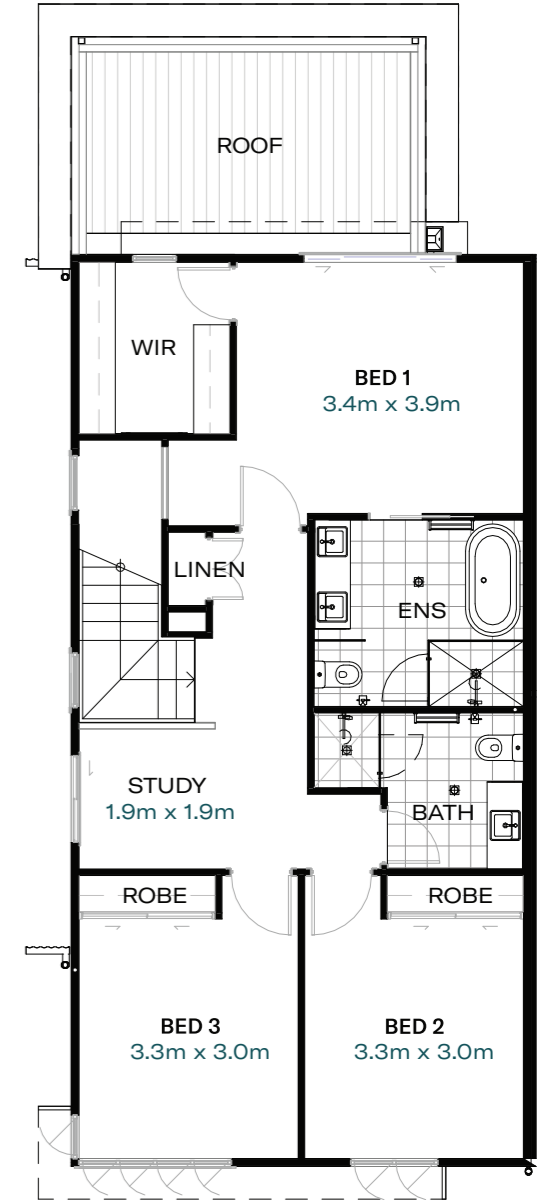 ROOF
WIR
BED 1
3.4m x 3.9m
LINEN
ENS
STUDY
1.9m x 1.9m
BATH
ROBE
ROBE
BED 3
3.3m x 3.0m
BED 2
3.3m x 3.0m